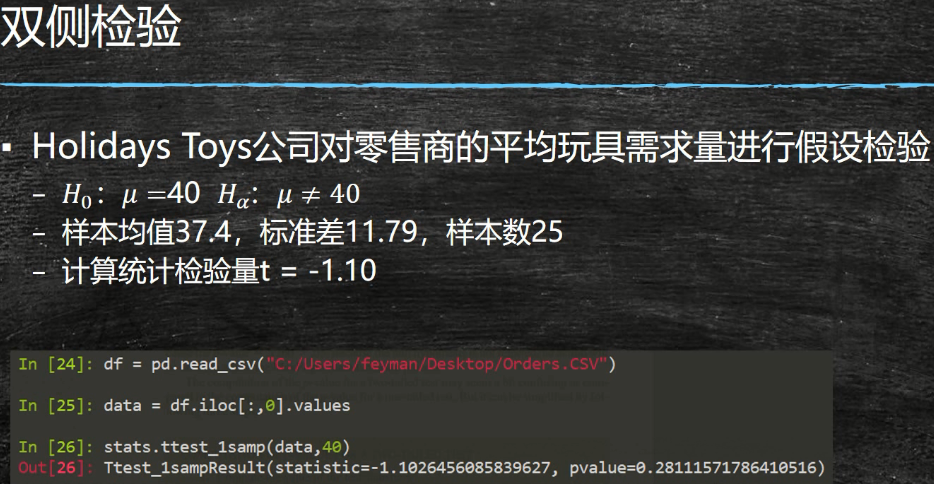 双侧检验
▪ Holidays Toys公司对零售商的平均玩具需求量进行假设检验
– H₀：μ =40 Hα：μ ≠ 40
– 样本均值37.4，标准差11.79，样本数25
– 计算统计检验量t = -1.10
In [24]: df = pd.read_csv("C:/Users/feyman/Desktop/Orders.CSV")
In [25]: data = df.iloc[:,0].values
In [26]: stats.ttest_1samp(data,40)
Out[26]: Ttest_1sampResult(statistic=-1.1026456085839627, pvalue=0.28111571786410516)